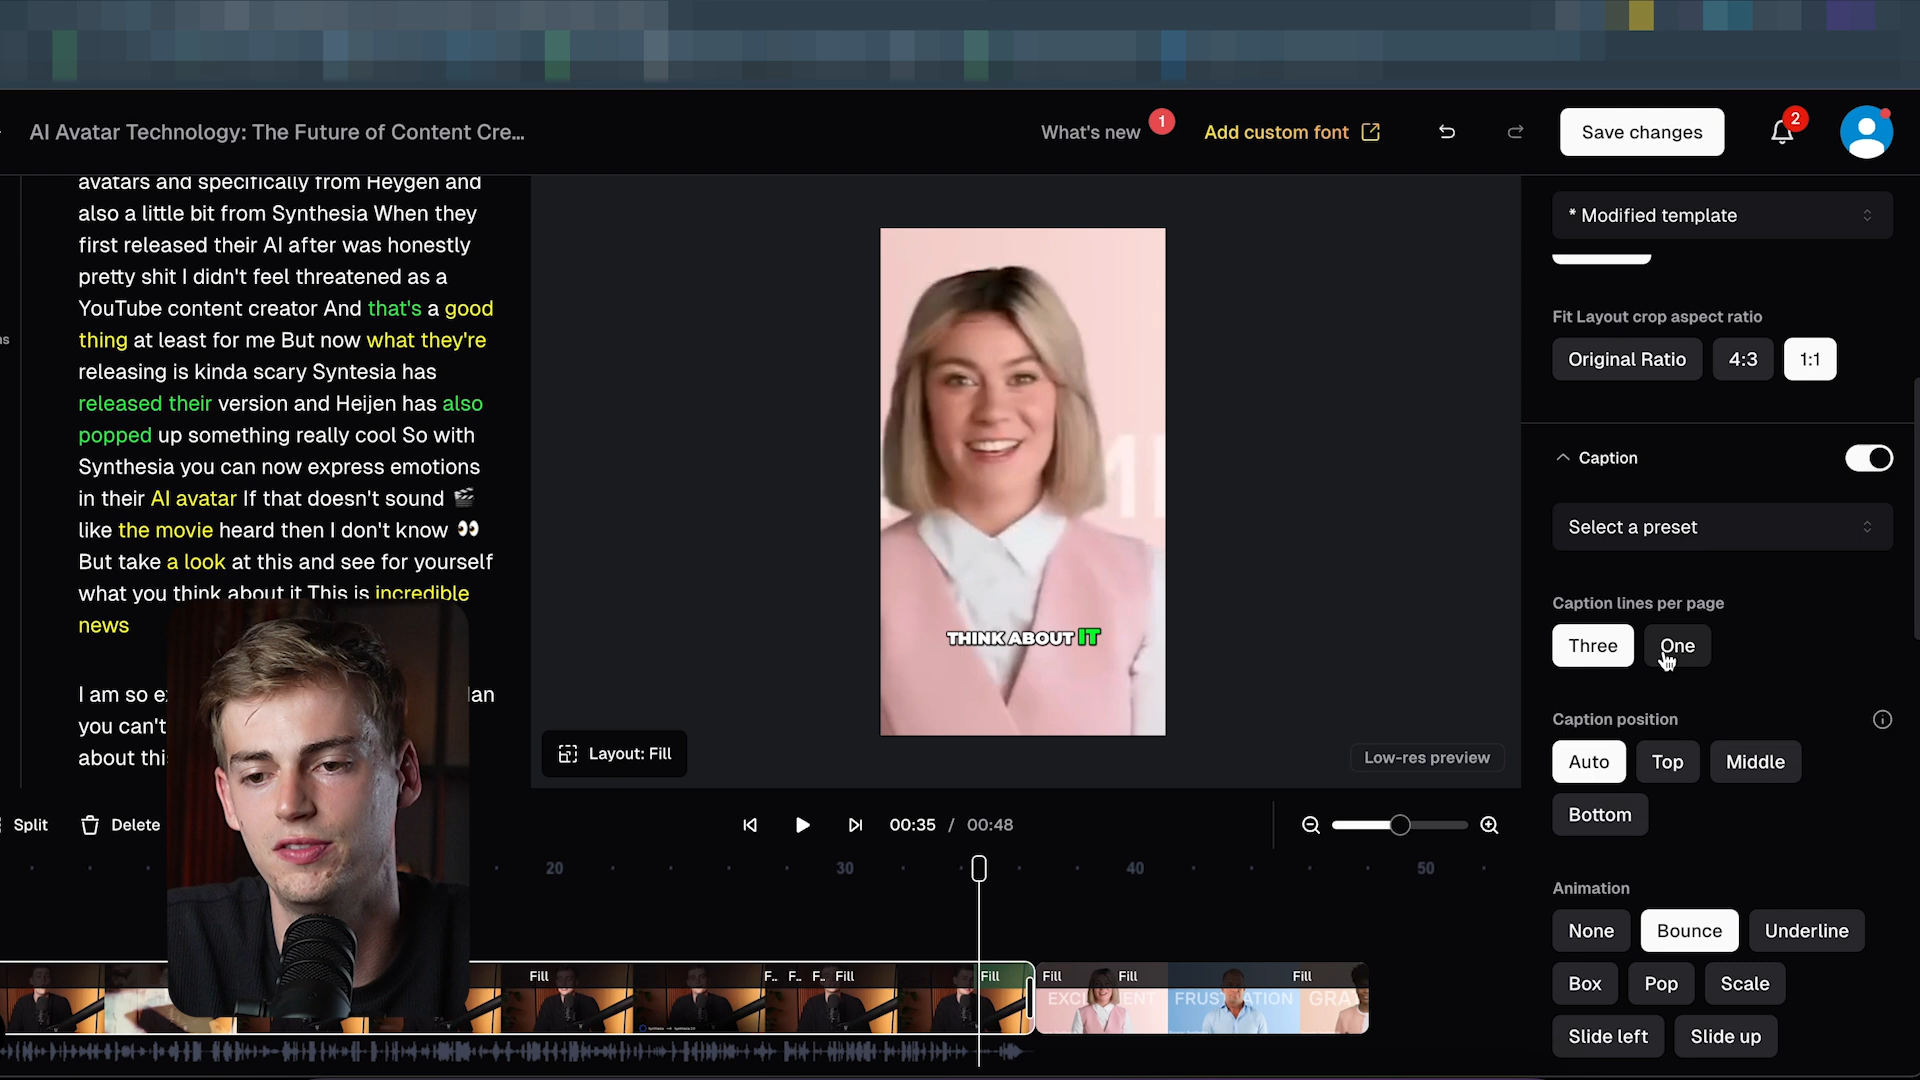 AI Avatar Technology: The Future of Content Cre...
What's new
1
Add custom font
Save changes
2
avatars and specifically from Heygen and
also a little bit from Synthesia When they
first released their AI after was honestly
pretty shit I didn't feel threatened as a
YouTube content creator And that's a good
thing at least for me But now what they're
releasing is kinda scary Syntesia has
released their version and Heijen has also
popped up something really cool So with
Synthesia you can now express emotions
in their AI avatar If that doesn't sound 🎬
like the movie heard then I don't know 👀
But take a look at this and see for yourself
what you think about it This is incredible
news
I am so
you can't
about
THINK ABOUT IT
Layout: Fill
Low-res preview
* Modified template
Fit Layout crop aspect ratio
Original Ratio
4:3
1:1
Caption
Select a preset
Caption lines per page
Three
One
Caption position
Auto
Top
Middle
Bottom
Animation
None
Bounce
Underline
Box
Pop
Scale
Slide left
Slide up
Split
Delete
00:35 / 00:48
20
30
40
50
Fill
F..
F..
F..
Fill
Fill
Fill
Fill
Fill